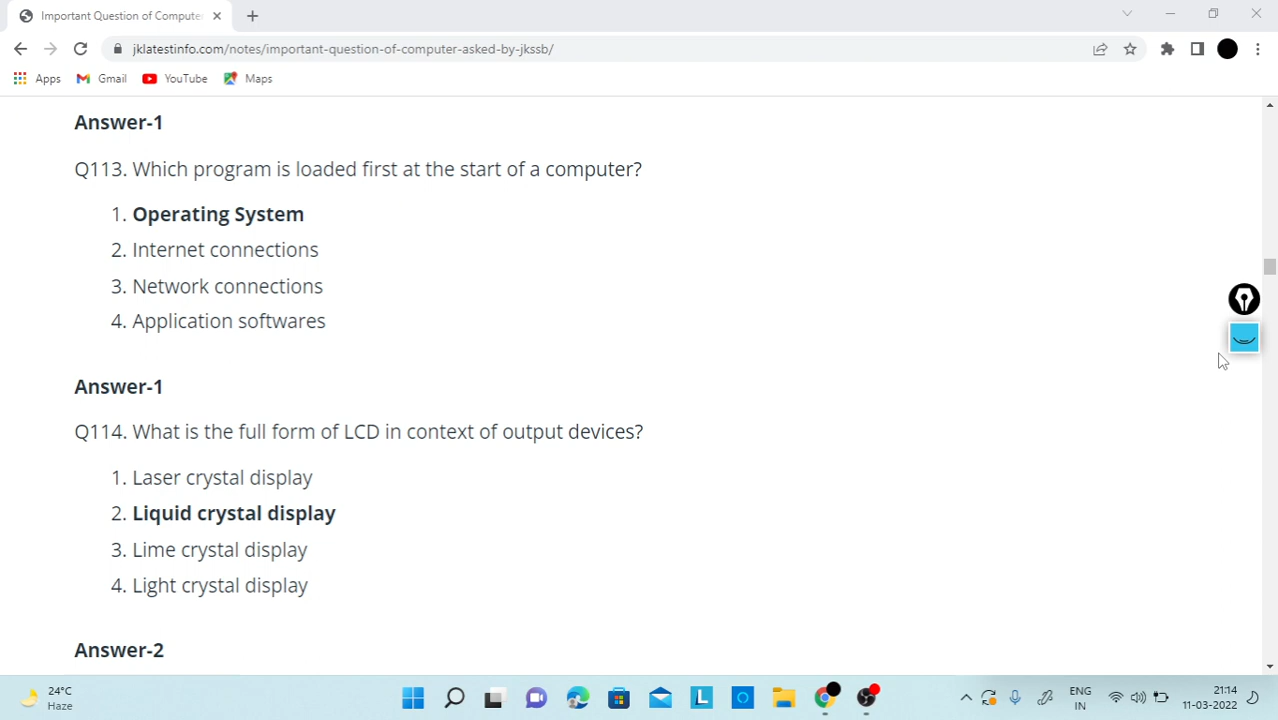 Important Question of Computer
jklatestinfo.com/notes/important-question-of-computer-asked-by-jkssb/
Apps Gmail YouTube Maps
Answer-1
Q113. Which program is loaded first at the start of a computer?
1. Operating System
2. Internet connections
3. Network connections
4. Application softwares
Answer-1
Q114. What is the full form of LCD in context of output devices?
1. Laser crystal display
2. Liquid crystal display
3. Lime crystal display
4. Light crystal display
Answer-2
24°C
Haze
L
ENG
IN
21:14
11-03-2022